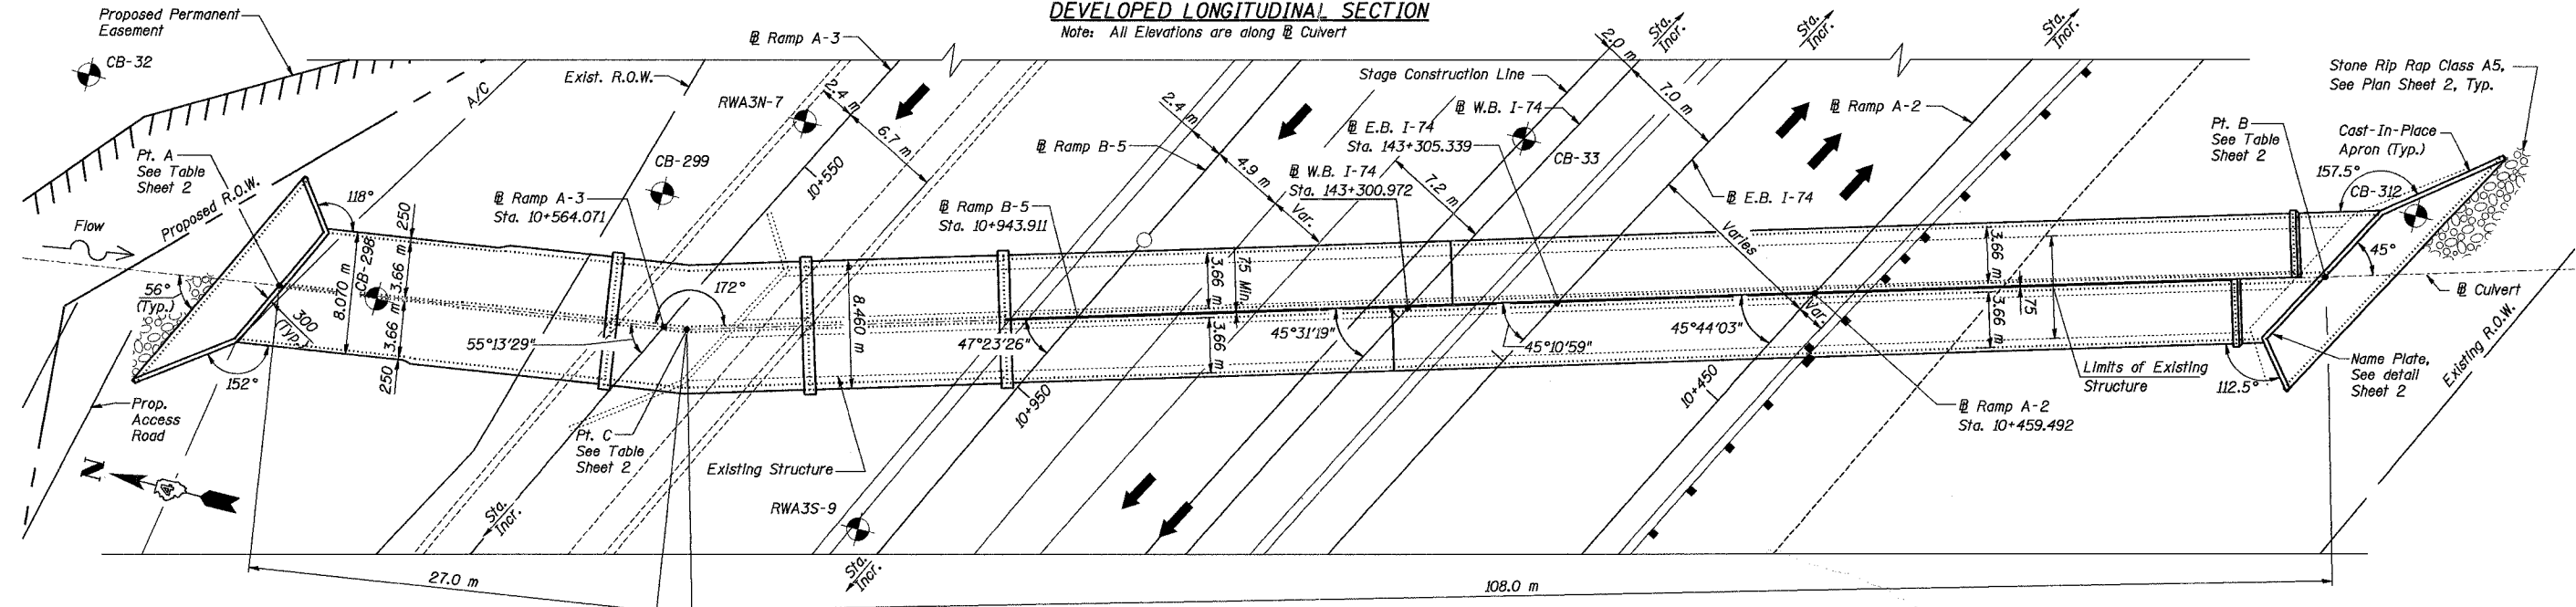 DEVELOPED LONGITUDINAL SECTION
Note: All Elevations are along ℄ Culvert
Proposed Permanent
Easement
CB-32
A/C
Exist. R.O.W.
℄ Ramp A-3
RWA3N-7
2.4 m
6.7 m
CB-299
10+550
2.4 m
4.9 m
Var.
℄ Ramp B-5
Stage Construction Line
℄ W.B. I-74
℄ E.B. I-74
Sta. 143+305.339
℄ W.B. I-74
Sta. 143+300.972
7.2 m
CB-33
2.0 m
7.0 m
Sta.
Incr.
Sta.
Incr.
Sta.
Incr.
℄ Ramp A-2
℄ E.B. I-74
Varies
Var.
Stone Rip Rap Class A5,
See Plan Sheet 2, Typ.
Pt. B
See Table
Sheet 2
Cast-In-Place
Apron (Typ.)
157.5°
CB-312
45°
℄ Culvert
Pt. A
See Table
Sheet 2
Proposed R.O.W.
Flow
118°
250
3.66 m
8.070 m
CB-298
3.66 m
250
56°
(Typ.)
300
(Typ.)
152°
Prop.
Access
Road
N
℄ Ramp A-3
Sta. 10+564.071
172°
55°13'29"
Pt. C
See Table
Sheet 2
Existing Structure
8.460 m
℄ Ramp B-5
Sta. 10+943.911
47°23'26"
10+950
3.66 m
75 Min.
3.66 m
45°31'19"
45°10'59"
45°44'03"
10+450
3.66 m
75
3.66 m
Limits of Existing
Structure
℄ Ramp A-2
Sta. 10+459.492
112.5°
Name Plate,
See detail
Sheet 2
Existing R.O.W.
Sta.
Incr.
RWA3S-9
Sta.
Incr.
27.0 m
108.0 m